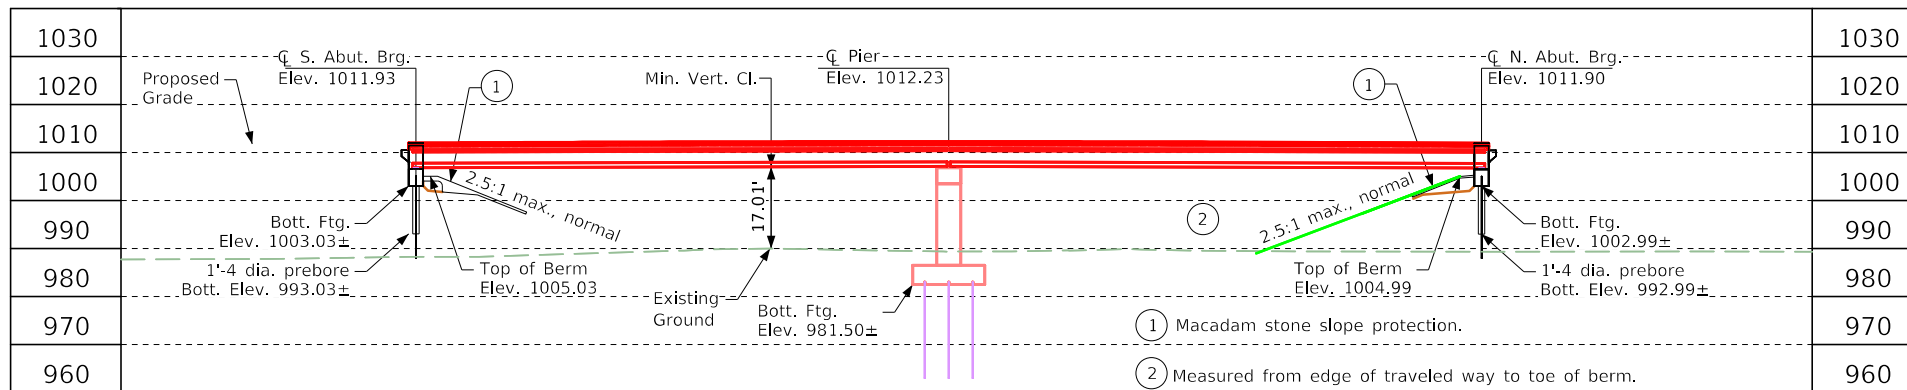 1030
1020
1010
1000
990
980
970
960
Proposed
Grade
℄ S. Abut. Brg.
Elev. 1011.93
1
Min. Vert. Cl.
℄ Pier
Elev. 1012.23
1
℄ N. Abut. Brg.
Elev. 1011.90
2.5:1 max., normal
17.01'
2
2.5:1 max., normal
Bott. Ftg.
Elev. 1003.03±
1'-4 dia. prebore
Bott. Elev. 993.03±
Top of Berm
Elev. 1005.03
Existing
Ground
Bott. Ftg.
Elev. 981.50±
Top of Berm
Elev. 1004.99
Bott. Ftg.
Elev. 1002.99±
1'-4 dia. prebore
Bott. Elev. 992.99±
1 Macadam stone slope protection.
2 Measured from edge of traveled way to toe of berm.
1030
1020
1010
1000
990
980
970
960